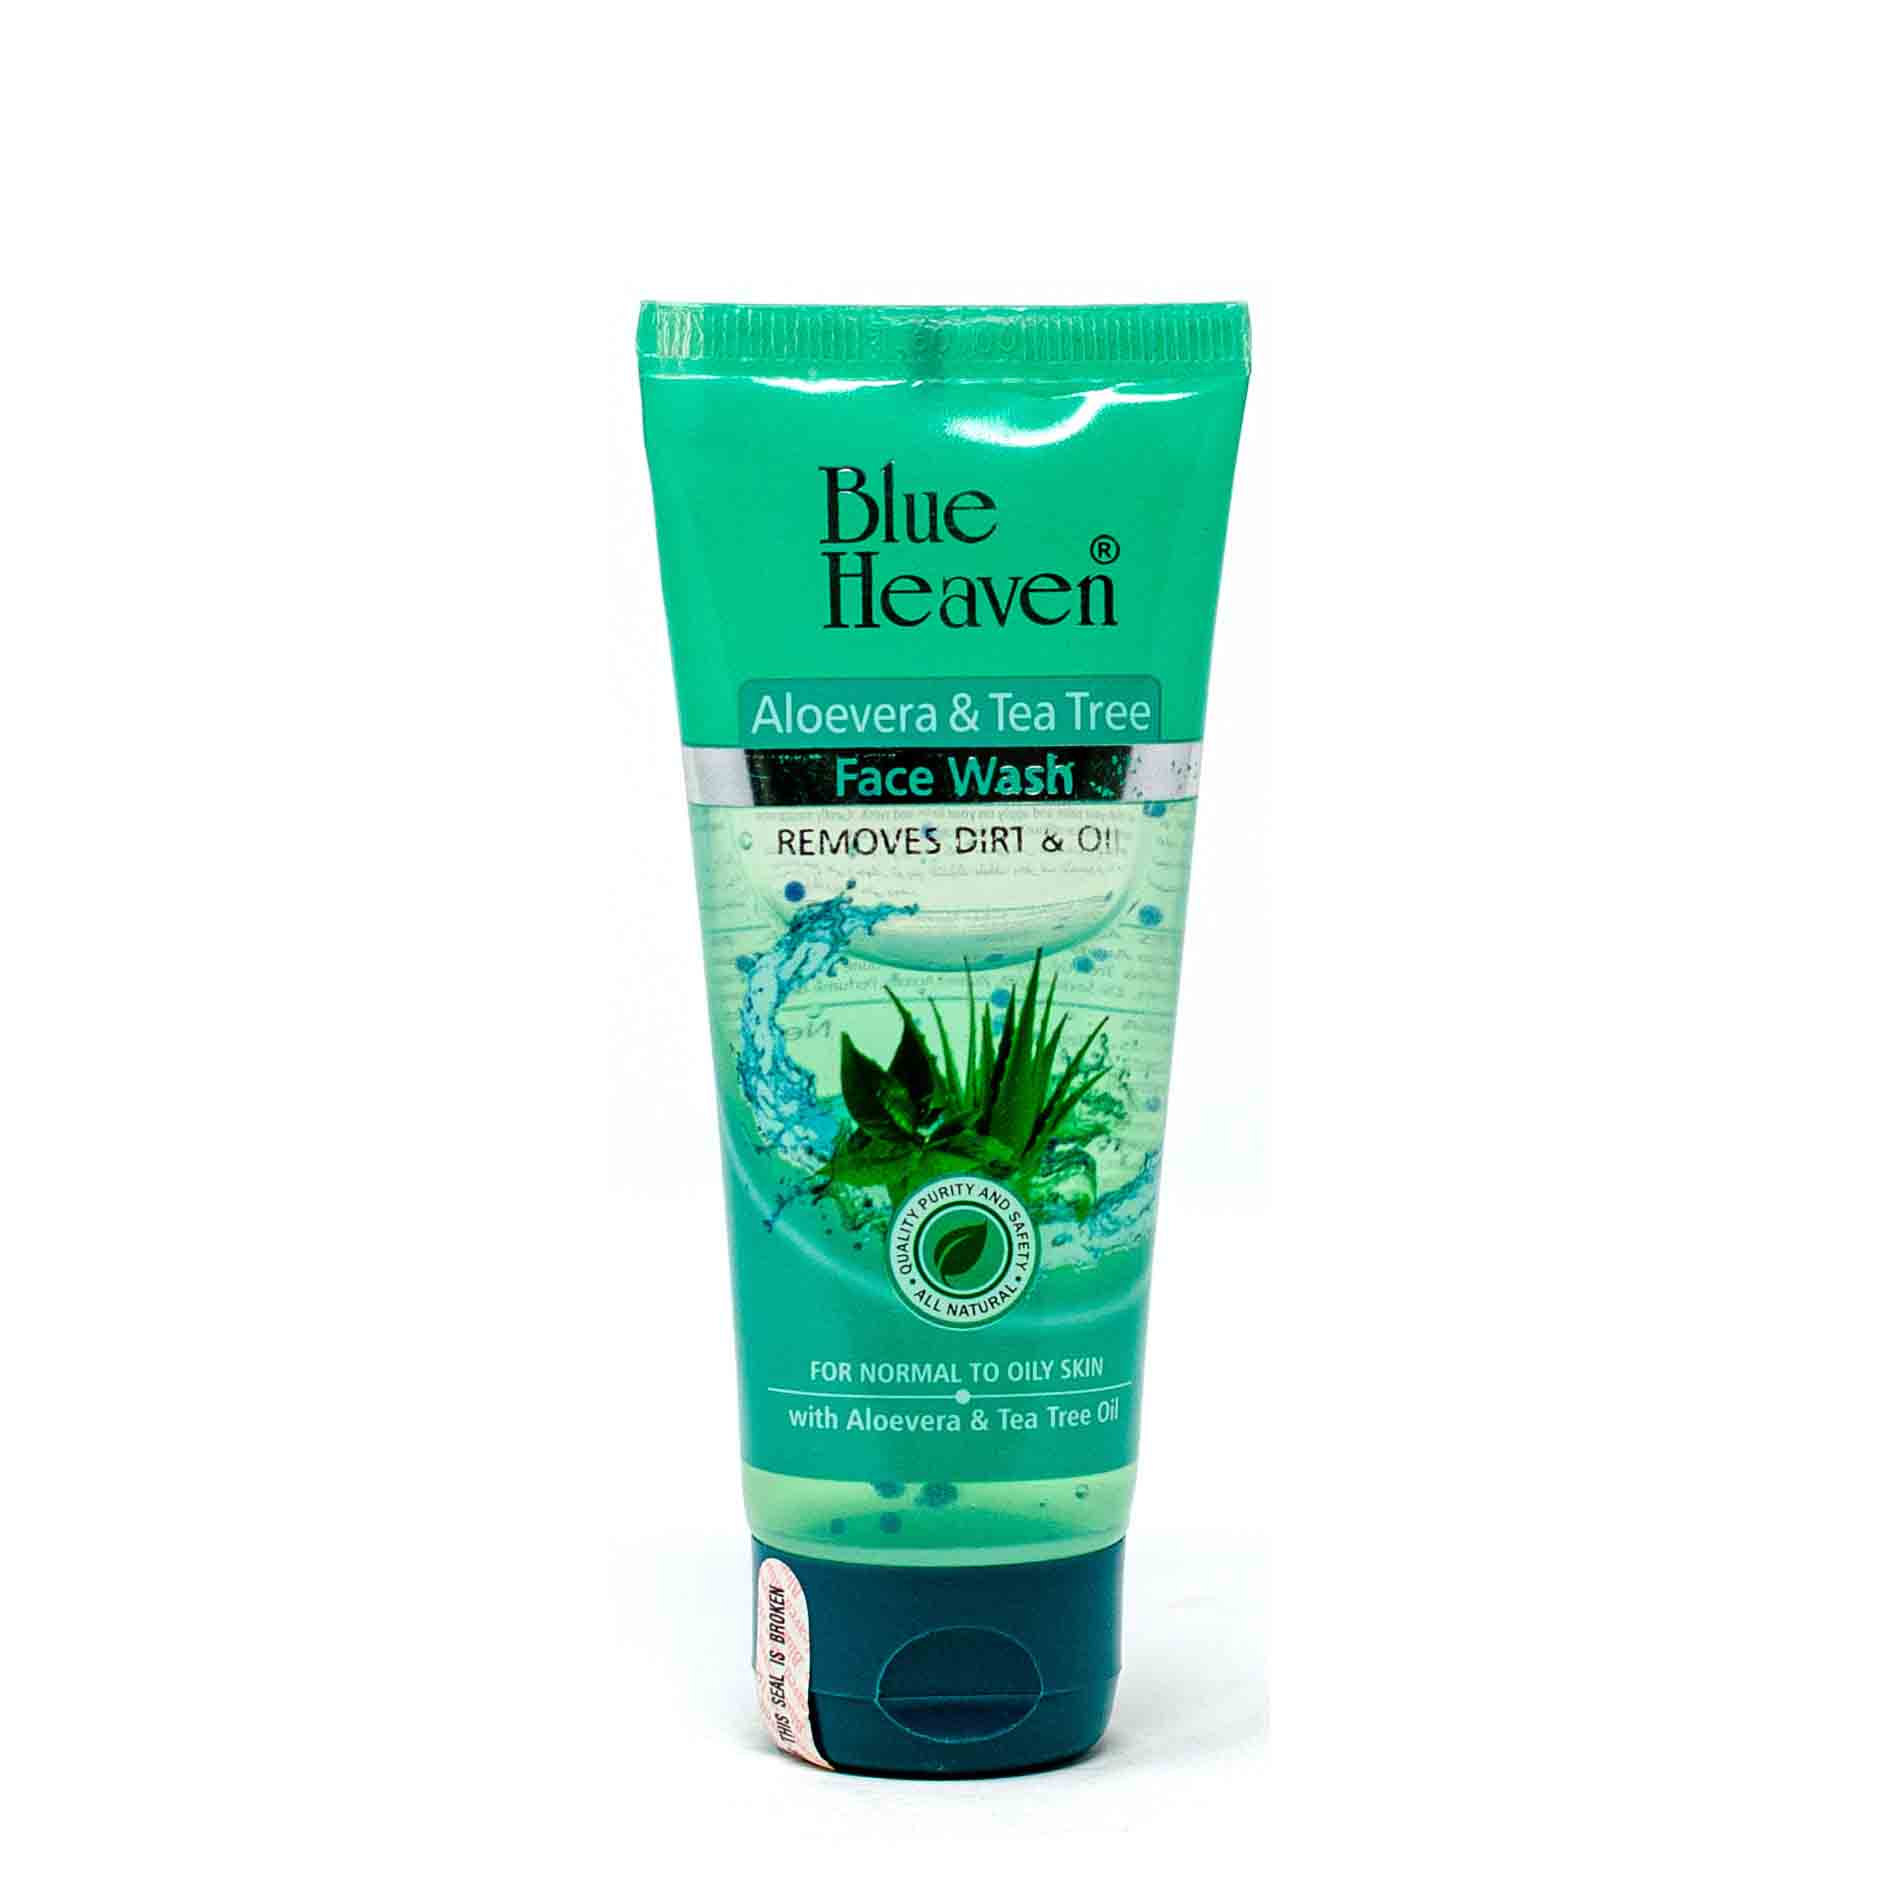 Blue
Heaven®
Aloevera & Tea Tree
Face Wash
REMOVES DIRT & OIL
QUALITY PURITY AND SAFETY
• ALL NATURAL •
FOR NORMAL TO OILY SKIN
with Aloevera & Tea Tree Oil
THIS SEAL IS BROKEN